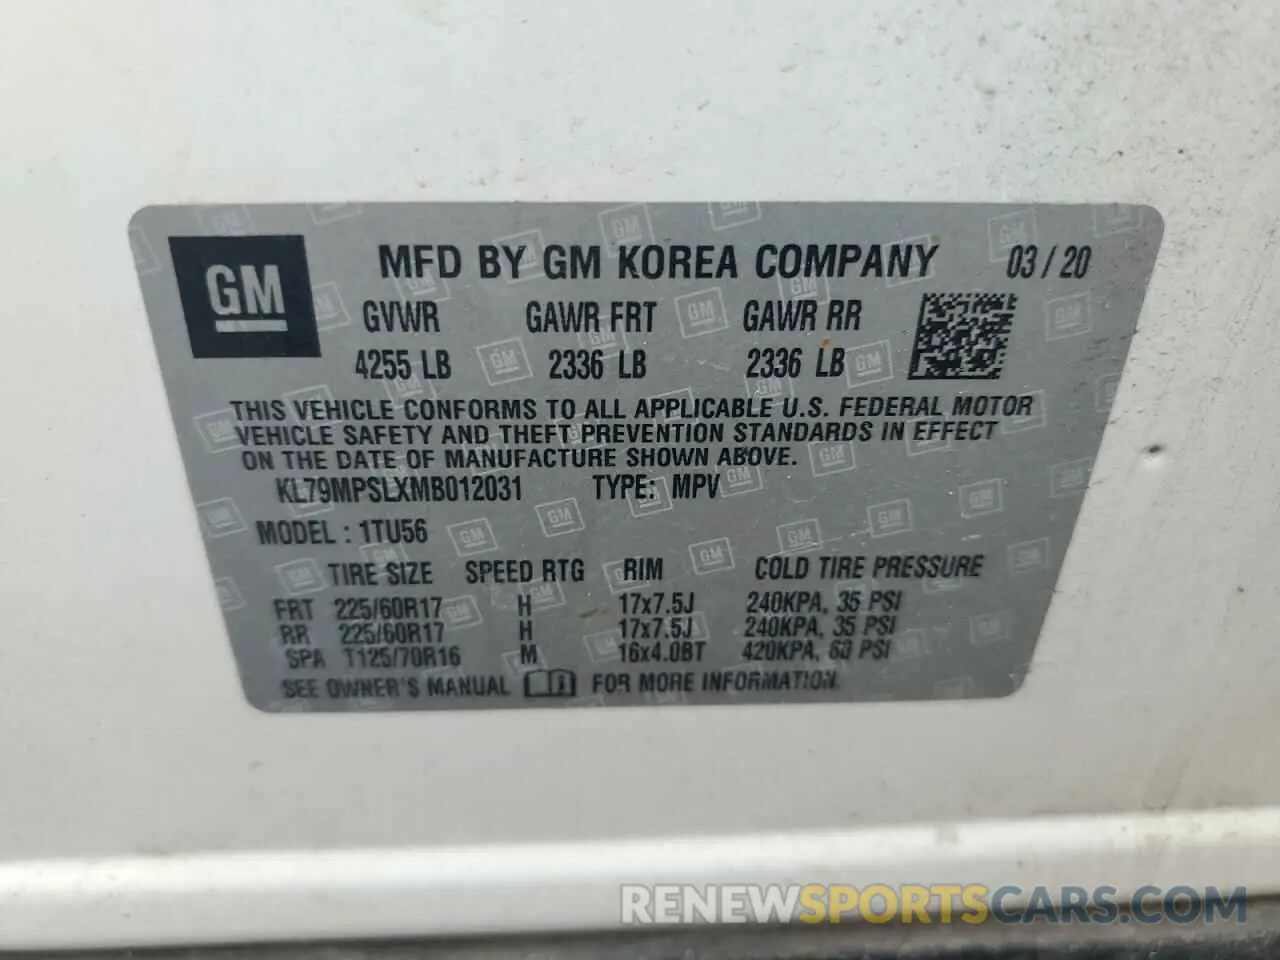 GM
MFD BY GM KOREA COMPANY 03/20
GVWR GAWR FRT GAWR RR
4255 LB 2336 LB 2336 LB
THIS VEHICLE CONFORMS TO ALL APPLICABLE U.S. FEDERAL MOTOR
VEHICLE SAFETY AND THEFT PREVENTION STANDARDS IN EFFECT
ON THE DATE OF MANUFACTURE SHOWN ABOVE.
KL79MPSLXMB012031 TYPE: MPV
MODEL : 1TU56
TIRE SIZE SPEED RTG RIM COLD TIRE PRESSURE
FRT 225/60R17 H 17x7.5J 240KPA, 35 PSI
RR 225/60R17 H 17x7.5J 240KPA, 35 PSI
SPA T125/70R16 M 16x4.0BT 420KPA, 60 PSI
SEE OWNER'S MANUAL FOR MORE INFORMATION.
RENEWSPORTSCARS.COM